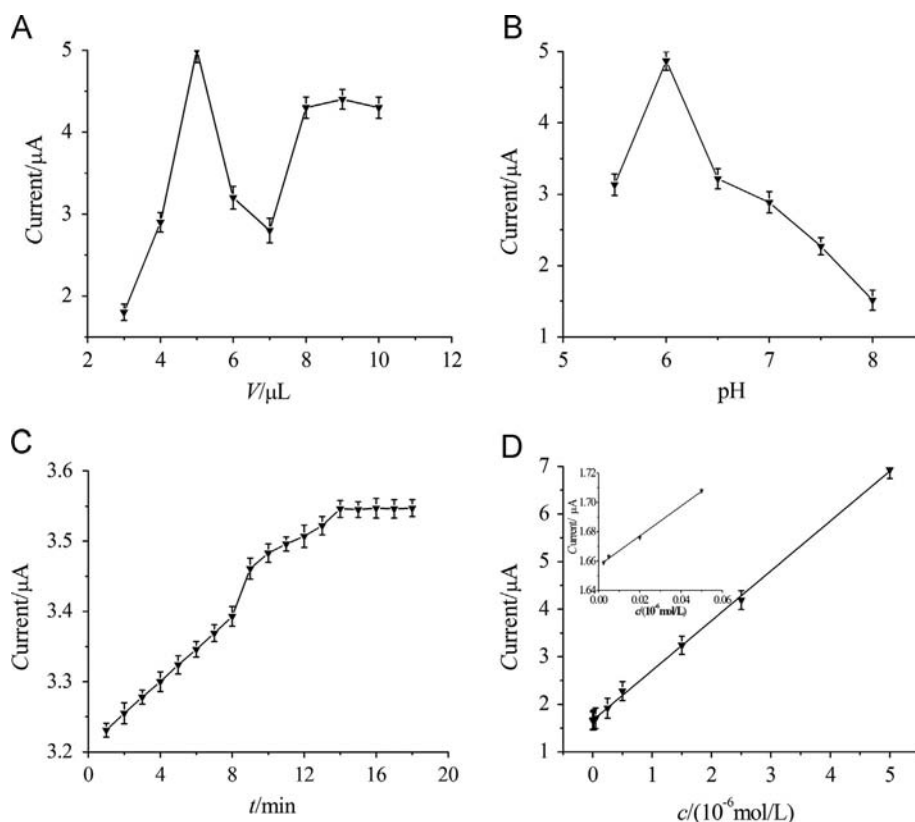 A
5
4
3
2
Current/μA
2 4 6 8 10 12
V/μL
B
5
4
3
2
1
Current/μA
5 6 7 8
pH
C
3.6
3.5
3.4
3.3
3.2
Current/μA
0 4 8 12 16 20
t/min
D
7
6
5
4
3
2
1
Current/μA
0 1 2 3 4 5
c/(10⁻⁶mol/L)
1.72
1.70
1.68
1.66
1.64
Current/ μA
0.00 0.02 0.04 0.06
c/(10⁻⁶mol/L)